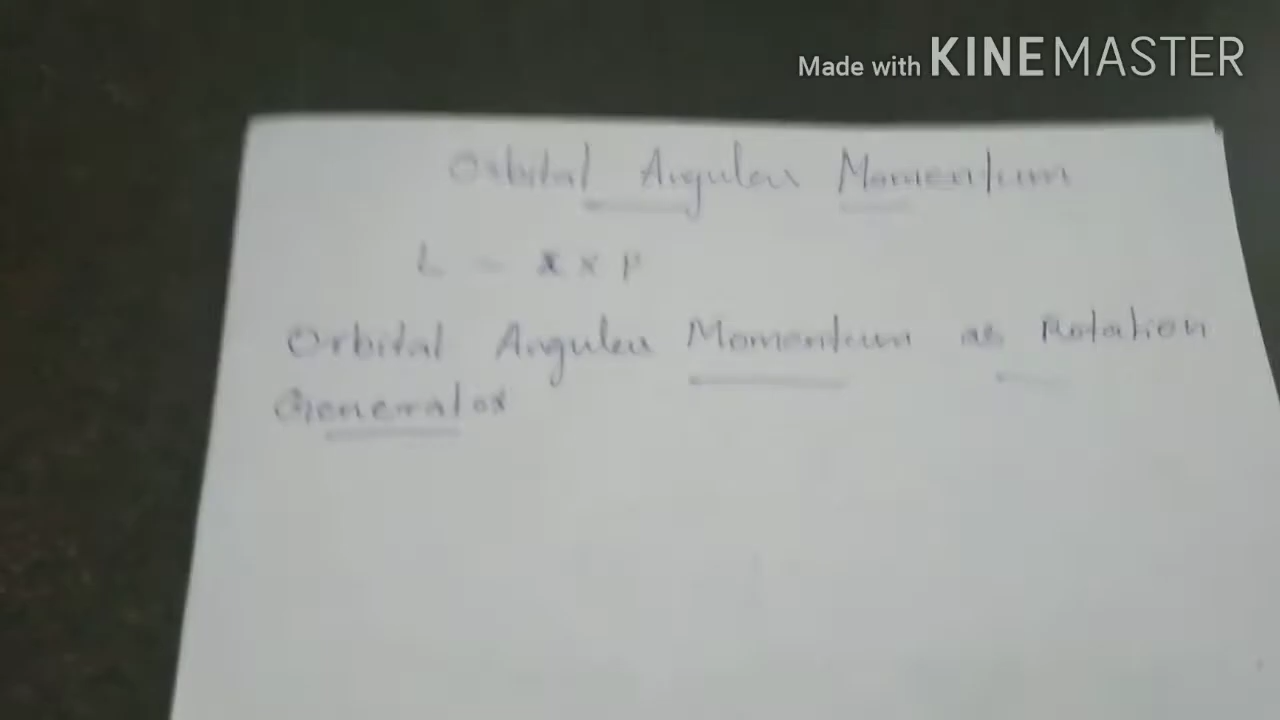 Made with KINEMASTER
Orbital Angular Momentum
L = x × p
Orbital Angular Momentum as Rotation
Generator